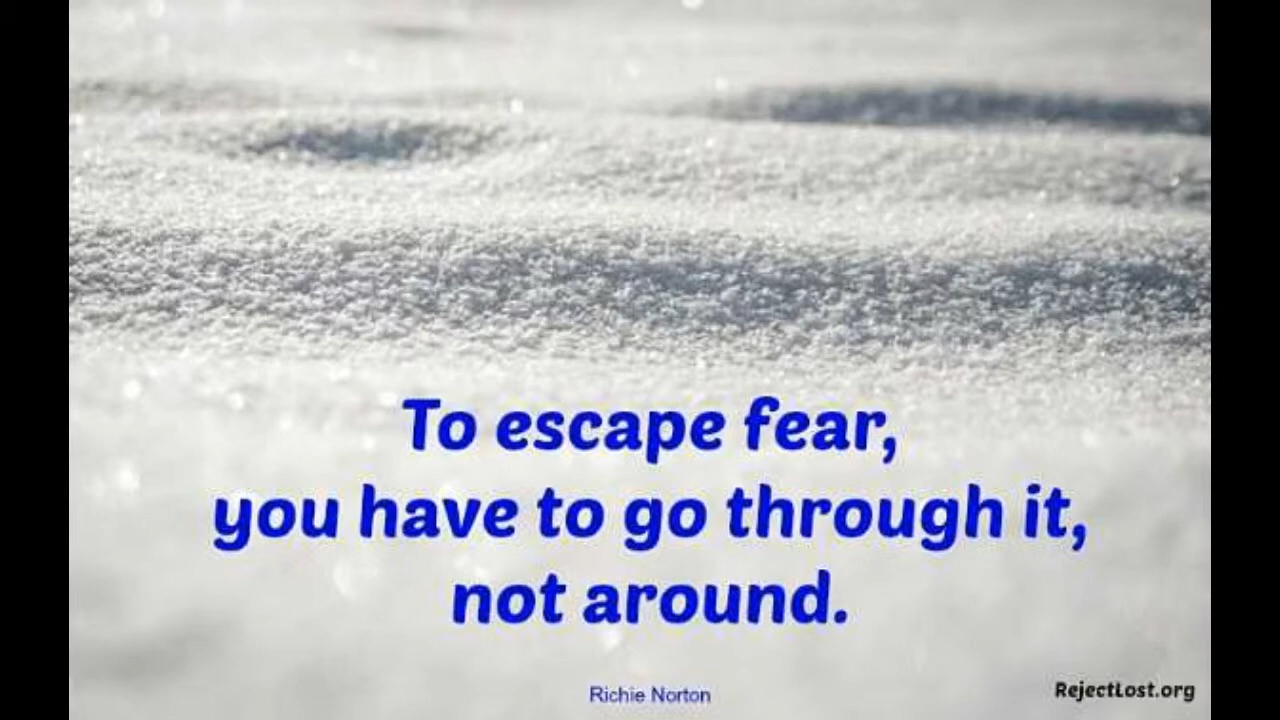 To escape fear,
you have to go through it,
not around.
Richie Norton
RejectLost.org